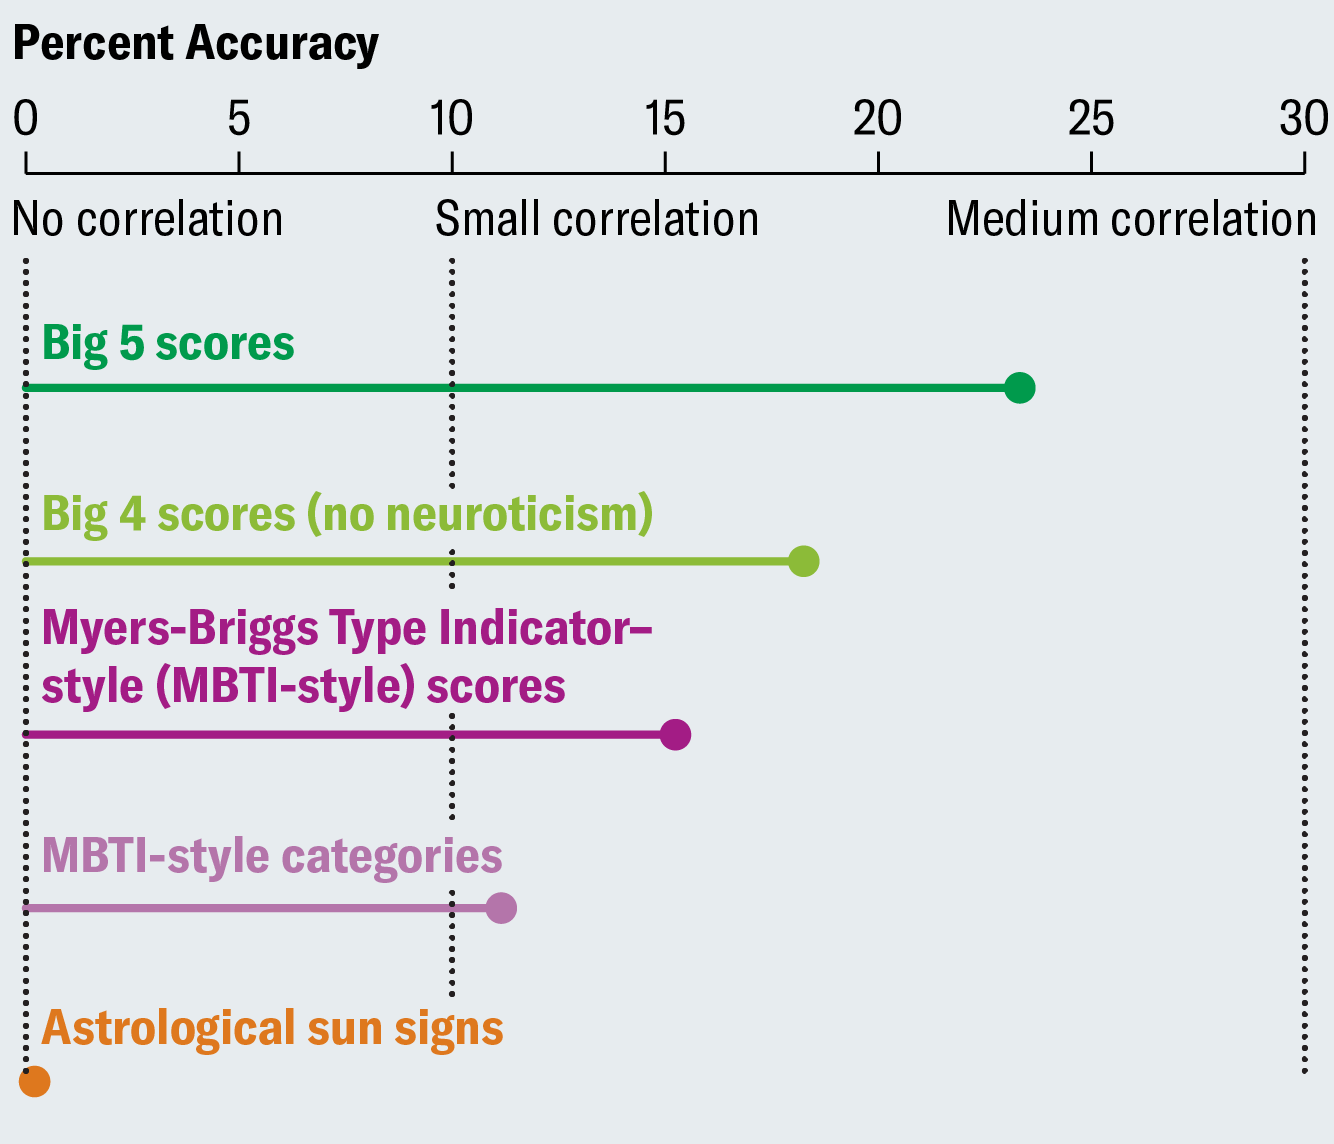 Percent Accuracy
0 5 10 15 20 25 30
No correlation Small correlation Medium correlation
Big 5 scores
Big 4 scores (no neuroticism)
Myers-Briggs Type Indicator–
style (MBTI-style) scores
MBTI-style categories
Astrological sun signs